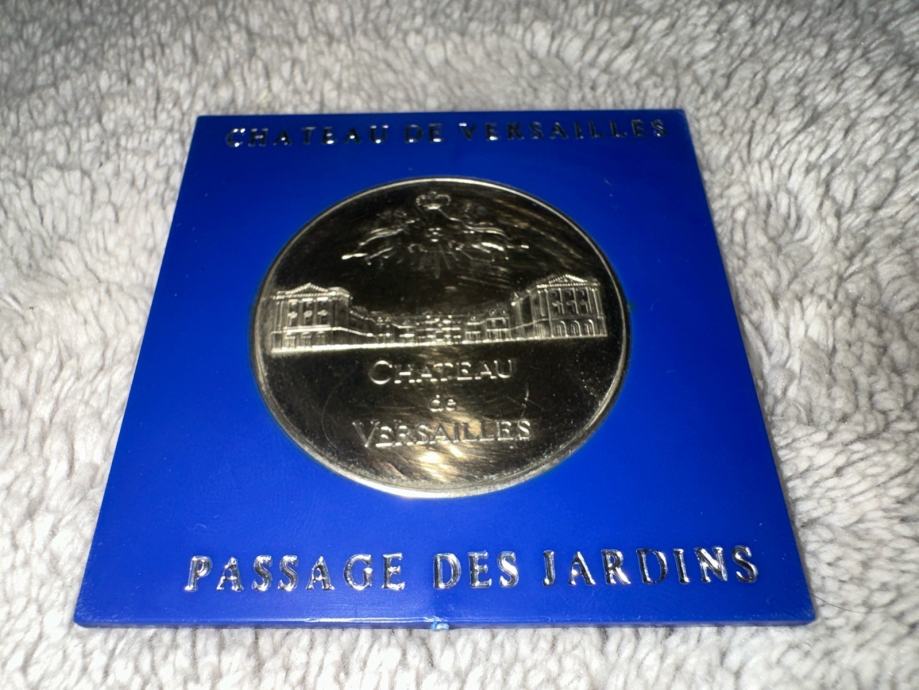 CHATEAU DE VERSAILLES
CHATEAU
de
VERSAILLES
PASSAGE DES JARDINS